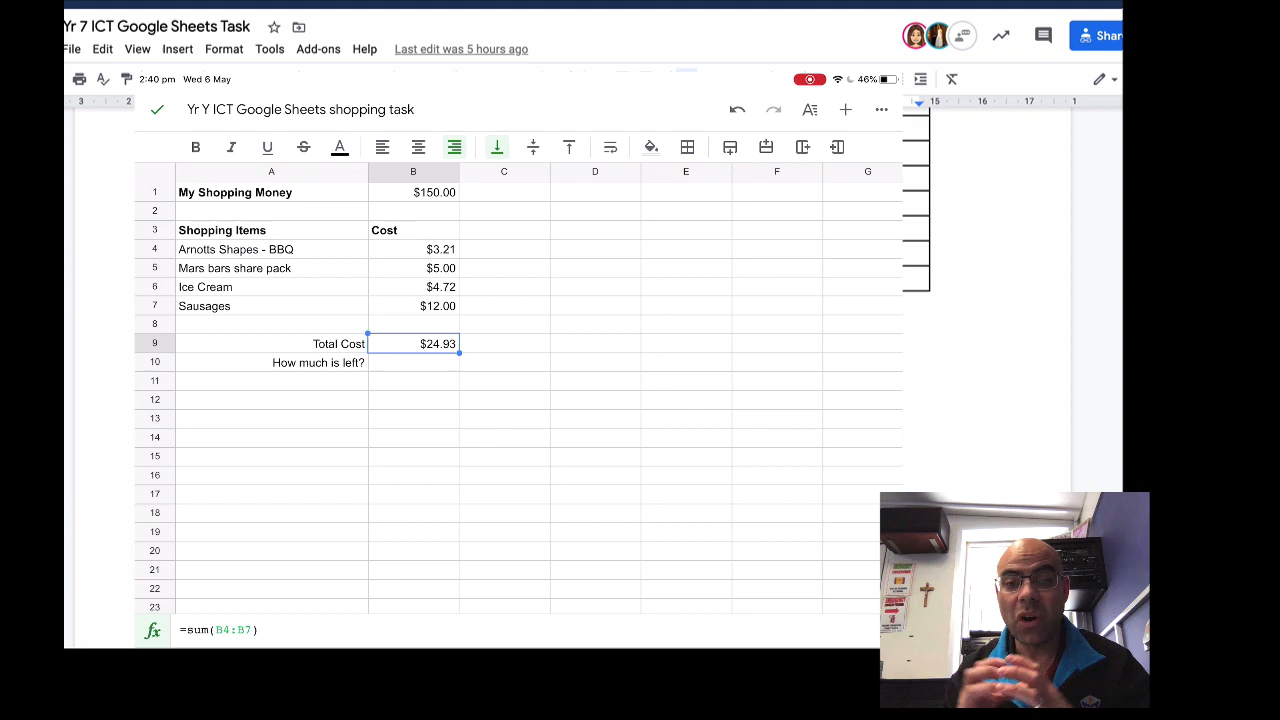 Yr 7 ICT Google Sheets Task
File Edit View Insert Format Tools Add-ons Help Last edit was 5 hours ago
Share
2:40 pm Wed 6 May 46%
3 2 15 16 17 1
Yr Y ICT Google Sheets shopping task
B I U S A
A B C D E F G
1 My Shopping Money $150.00
2
3 Shopping Items Cost
4 Arnotts Shapes - BBQ $3.21
5 Mars bars share pack $5.00
6 Ice Cream $4.72
7 Sausages $12.00
8
9 Total Cost $24.93
10 How much is left?
11
12
13
14
15
16
17
18
19
20
21
22
23
fx =sum(B4:B7)